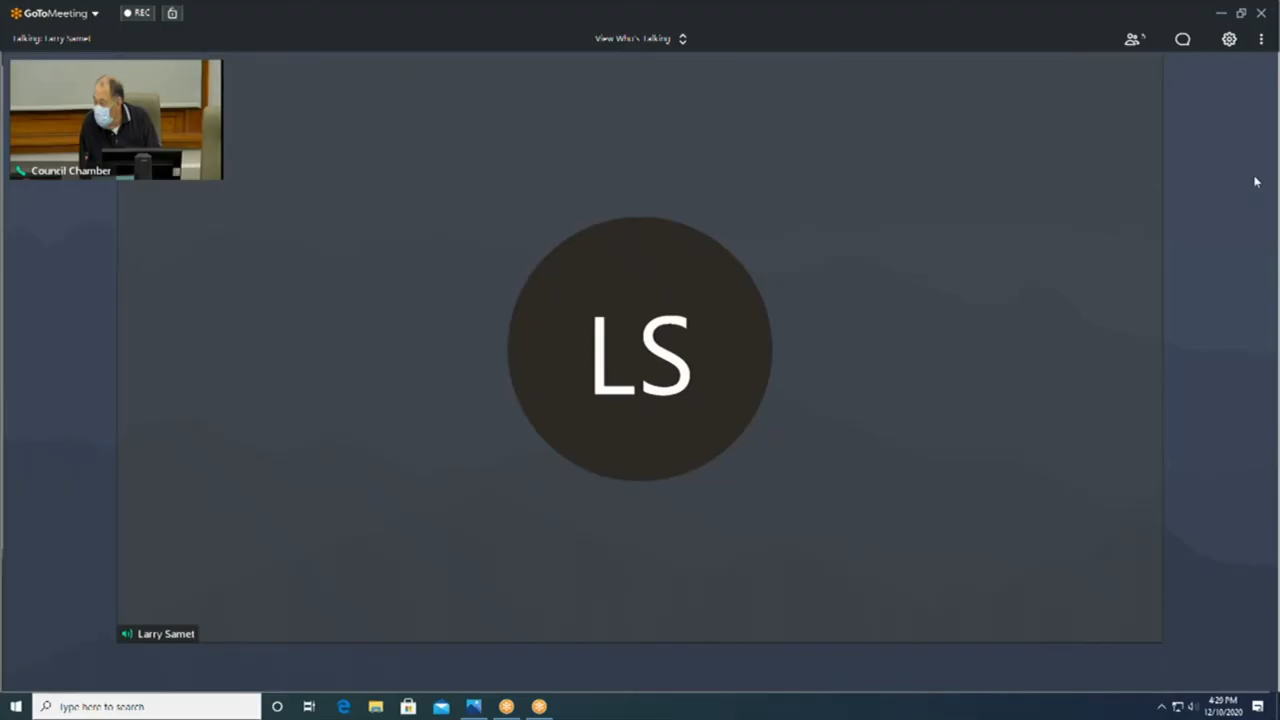 GoToMeeting
REC
Talking: Larry Samet
View Who's Talking
Council Chamber
LS
Larry Samet
Type here to search
4:29 PM
12/10/2020